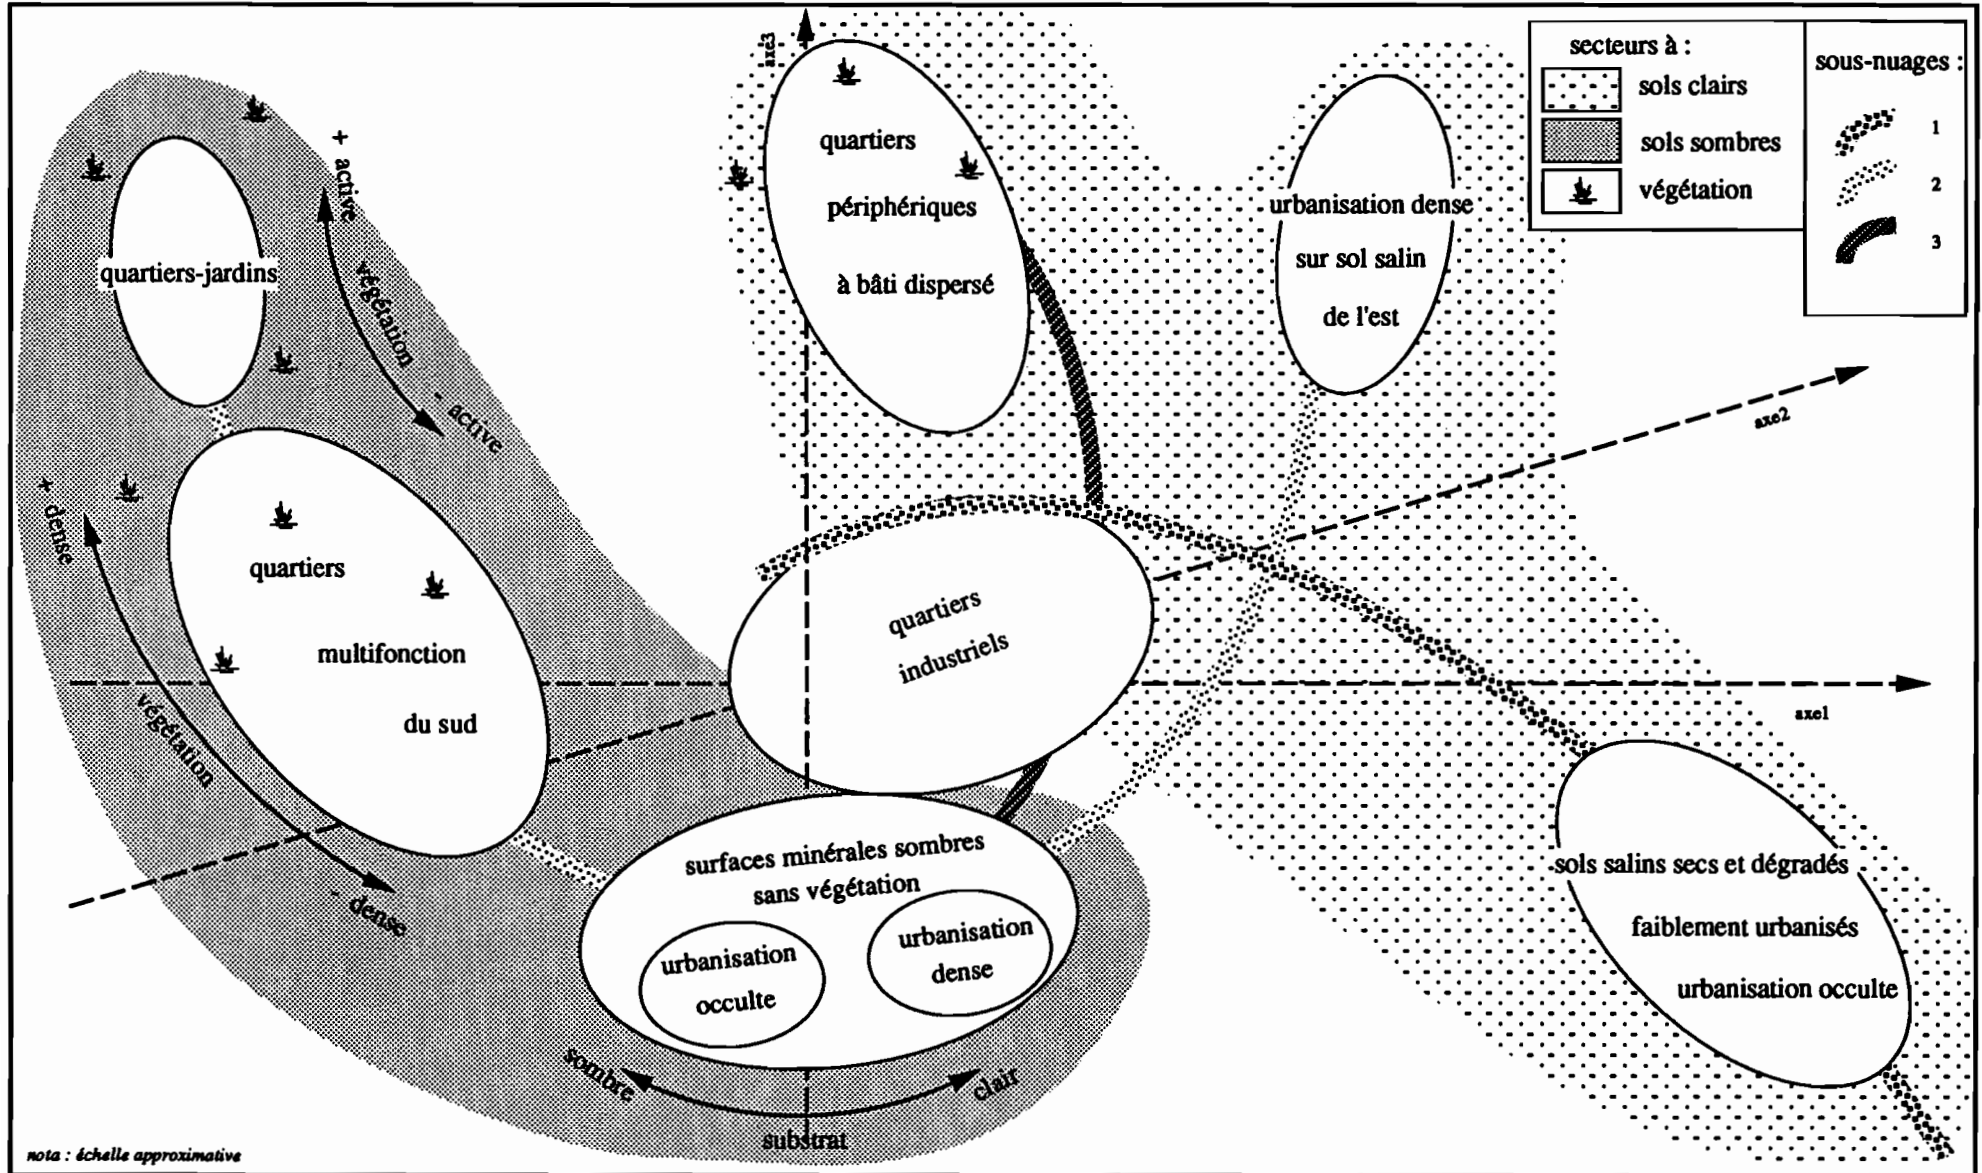 secteurs à :
sols clairs
sols sombres
végétation
sous-nuages :
1
2
3
axe3
quartiers
périphériques
à bâti dispersé
urbanisation dense
sur sol salin
de l'est
+ active
végétation
- active
quartiers-jardins
axe2
+ dense
végétation
- dense
quartiers
multifonction
du sud
quartiers
industriels
axe1
surfaces minérales sombres
sans végétation
urbanisation
occulte
urbanisation
dense
sols salins secs et dégradés
faiblement urbanisés
urbanisation occulte
sombre
clair
substrat
nota : échelle approximative